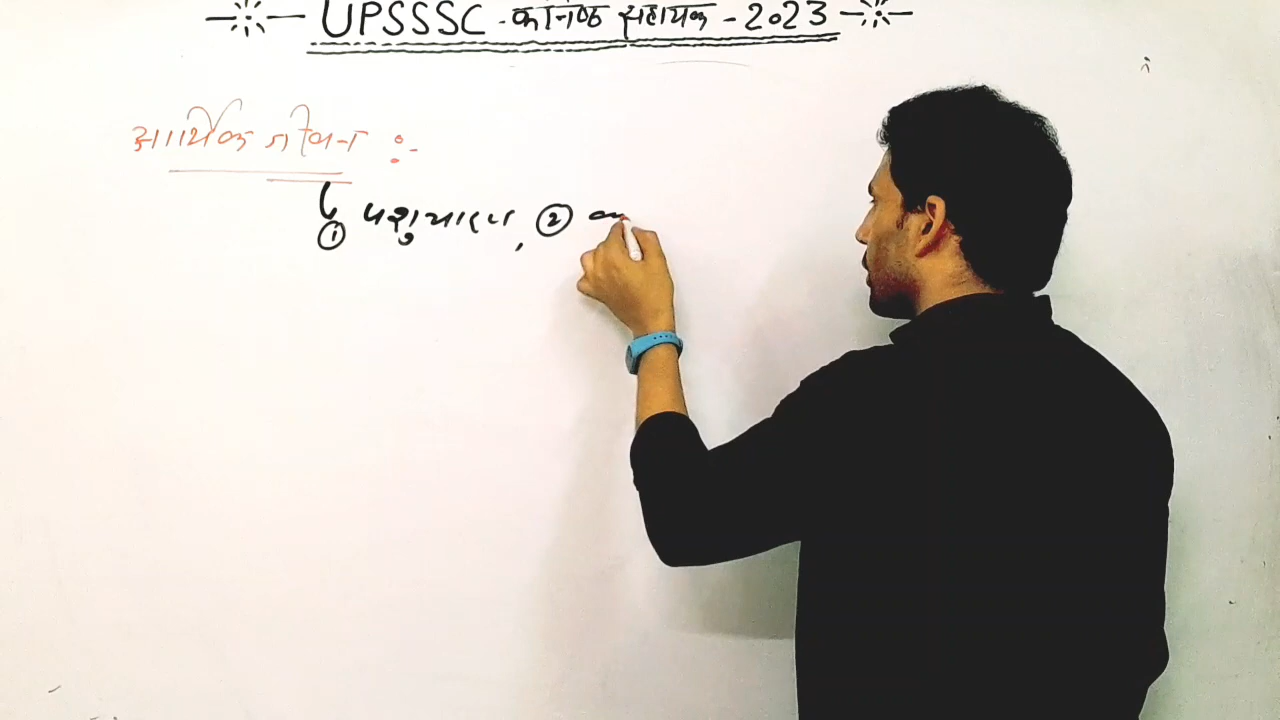 UPSSSC - कनिष्ठ सहायक - 2023
आर्थिक जीवन :-
① पशुपालन, ②